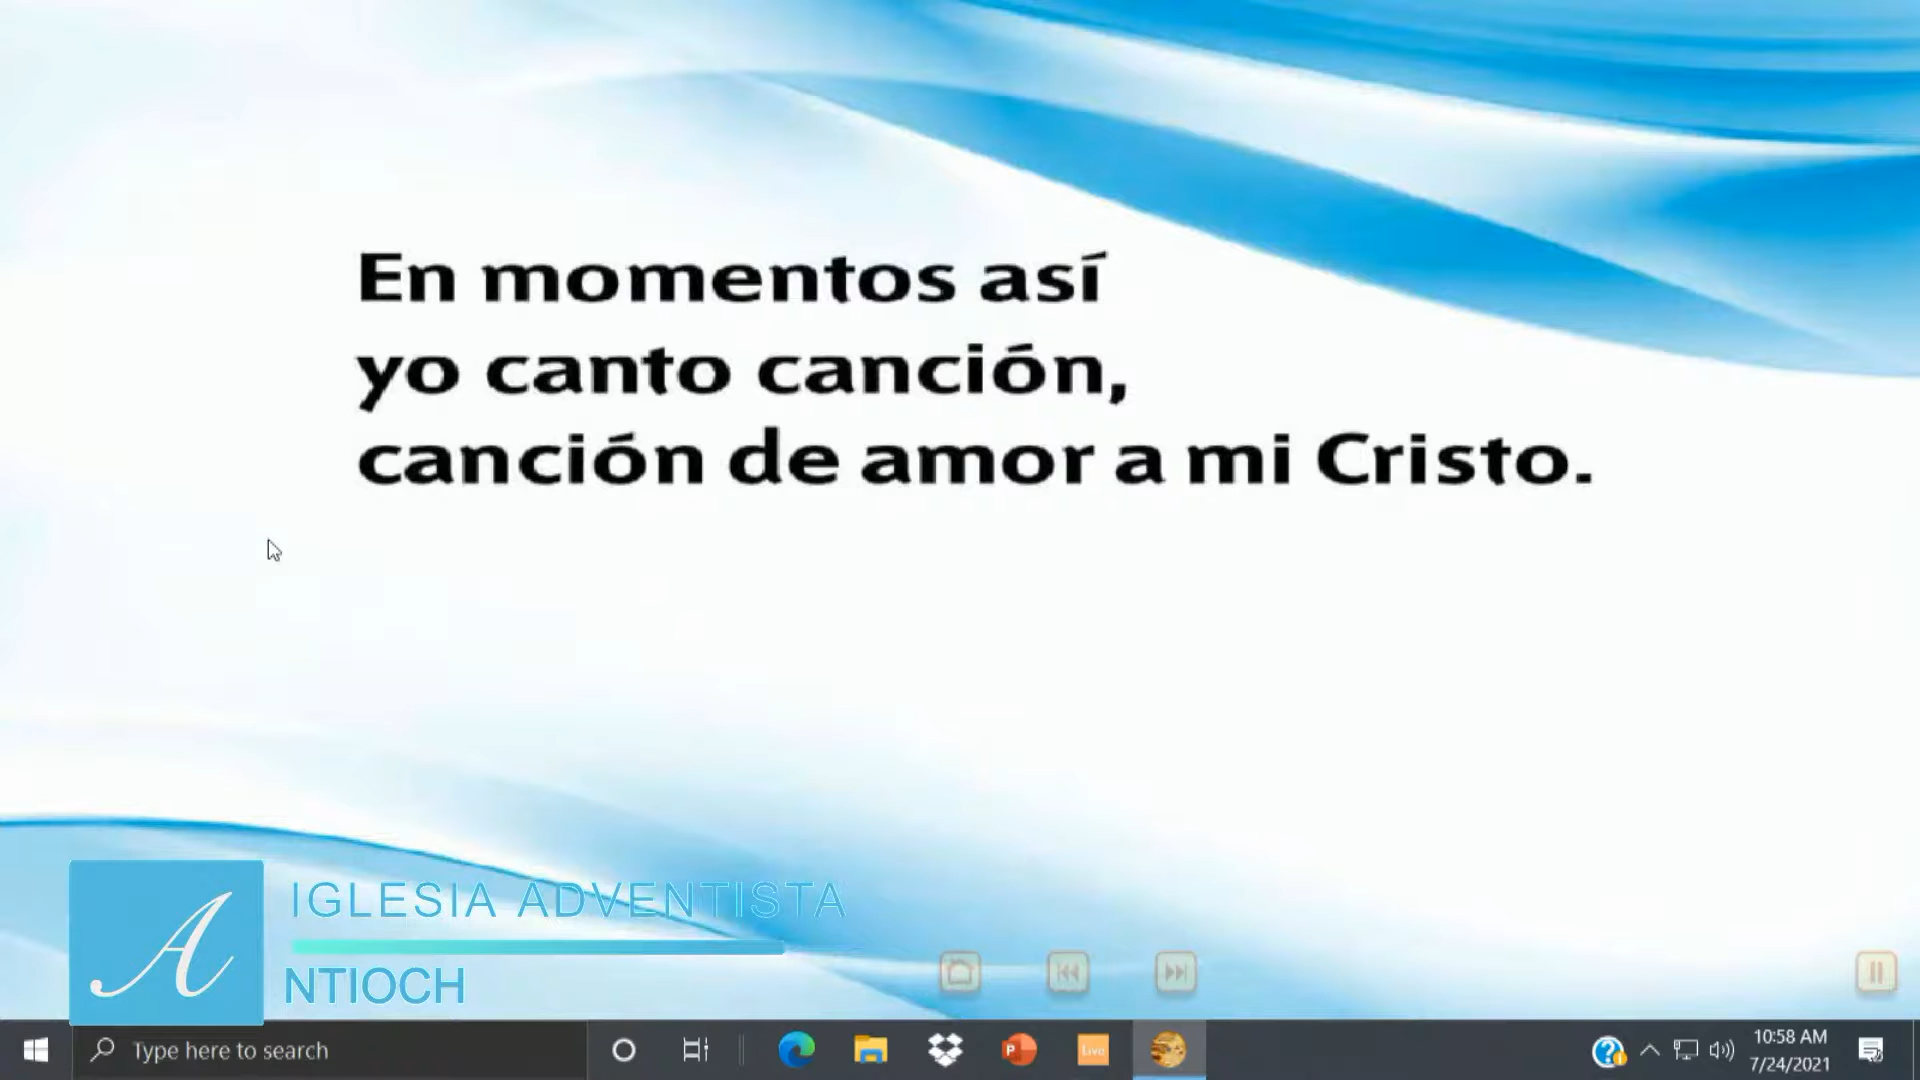 En momentos así
yo canto canción,
canción de amor a mi Cristo.
A
IGLESIA ADVENTISTA
NTIOCH
Type here to search
P
Live
10:58 AM
7/24/2021